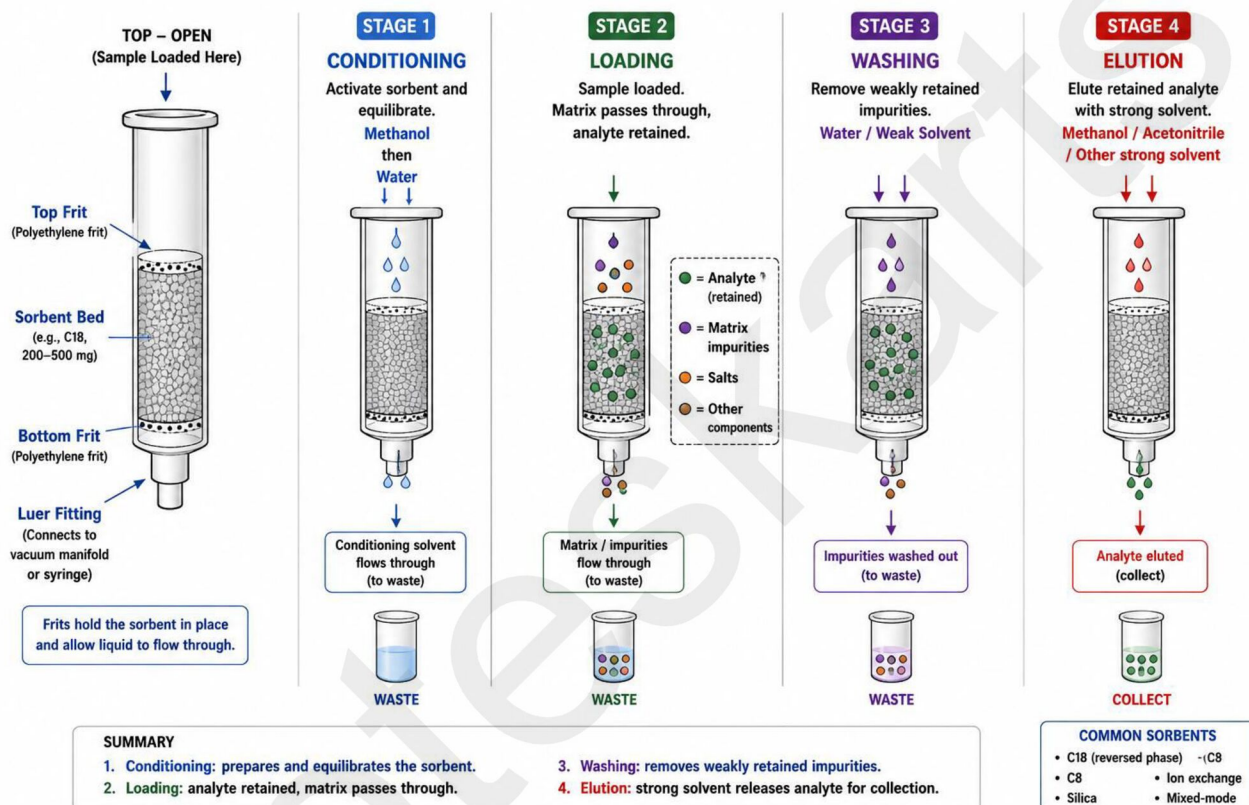 TOP – OPEN
(Sample Loaded Here)
Top Frit
(Polyethylene frit)
Sorbent Bed
(e.g., C18,
200–500 mg)
Bottom Frit
(Polyethylene frit)
Luer Fitting
(Connects to
vacuum manifold
or syringe)
Frits hold the sorbent in place
and allow liquid to flow through.
STAGE 1
CONDITIONING
Activate sorbent and
equilibrate.
Methanol
then
Water
Conditioning solvent
flows through
(to waste)
WASTE
STAGE 2
LOADING
Sample loaded.
Matrix passes through,
analyte retained.
= Analyte
(retained)
= Matrix
impurities
= Salts
= Other
components
Matrix / impurities
flow through
(to waste)
WASTE
STAGE 3
WASHING
Remove weakly retained
impurities.
Water / Weak Solvent
Impurities washed out
(to waste)
WASTE
STAGE 4
ELUTION
Elute retained analyte
with strong solvent.
Methanol / Acetonitrile
/ Other strong solvent
Analyte eluted
(collect)
COLLECT
SUMMARY
1. Conditioning: prepares and equilibrates the sorbent.
2. Loading: analyte retained, matrix passes through.
3. Washing: removes weakly retained impurities.
4. Elution: strong solvent releases analyte for collection.
COMMON SORBENTS
• C18 (reversed phase) -(C8
• C8 • Ion exchange
• Silica • Mixed-mode